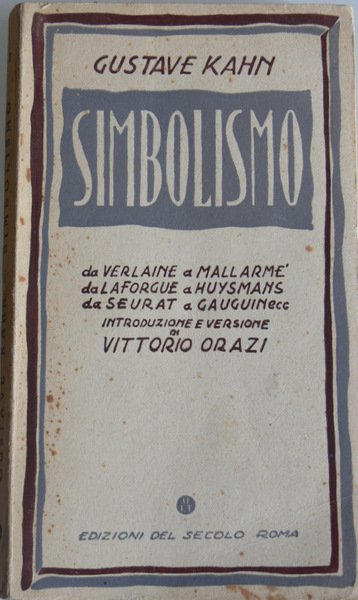 GUSTAVE KAHN
SIMBOLISMO
da VERLAINE a MALLARME'
da LAFORGUE a HUYSMANS
da SEURAT a GAUGUIN ecc
INTRODUZIONE E VERSIONE
DI
VITTORIO ORAZI
EDIZIONI DEL SECOLO ROMA